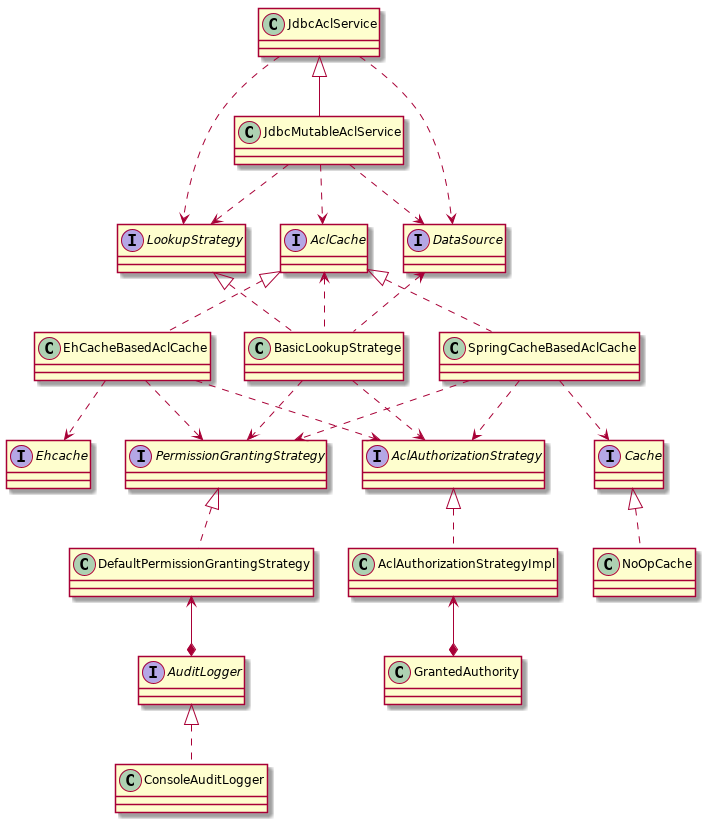 C JdbcAclService
C JdbcMutableAclService
I LookupStrategy
I AclCache
I DataSource
C EhCacheBasedAclCache
C BasicLookupStratege
C SpringCacheBasedAclCache
I Ehcache
I PermissionGrantingStrategy
I AclAuthorizationStrategy
I Cache
C DefaultPermissionGrantingStrategy
C AclAuthorizationStrategyImpl
C NoOpCache
I AuditLogger
C GrantedAuthority
C ConsoleAuditLogger